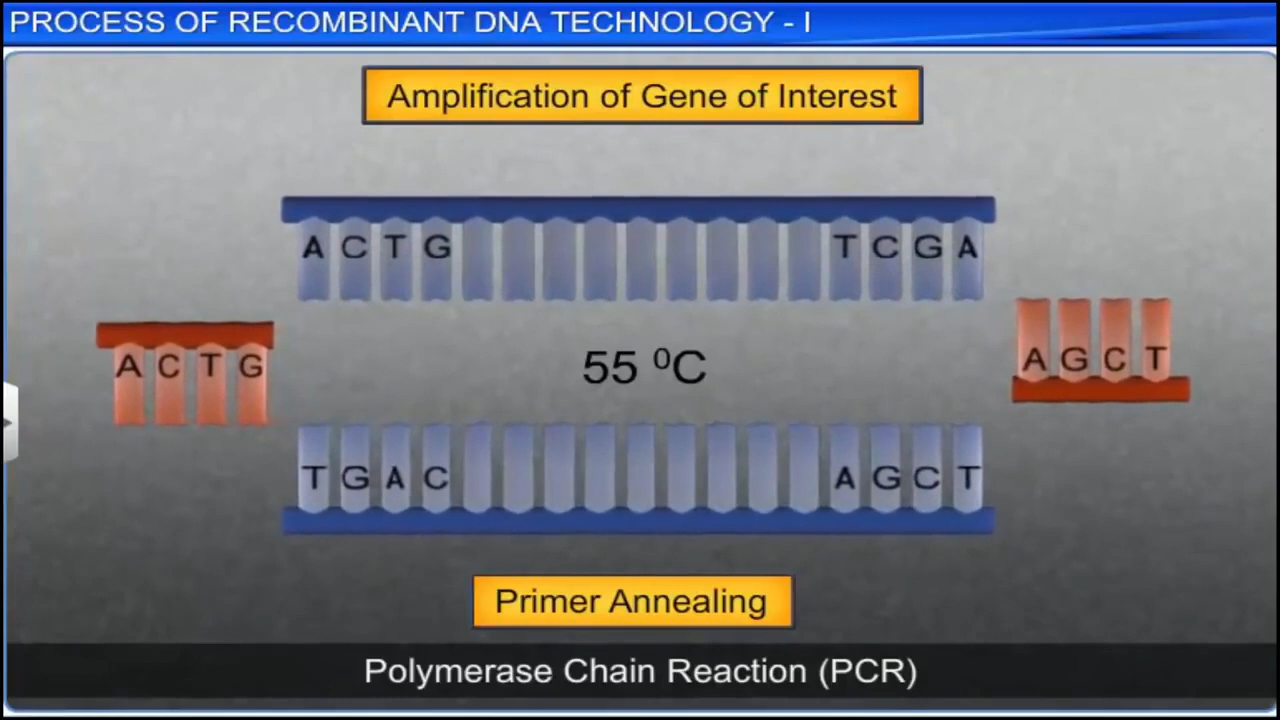 PROCESS OF RECOMBINANT DNA TECHNOLOGY - I
Amplification of Gene of Interest
A C T G T C G A
A C T G
55 ⁰C
A G C T
T G A C A G C T
Primer Annealing
Polymerase Chain Reaction (PCR)